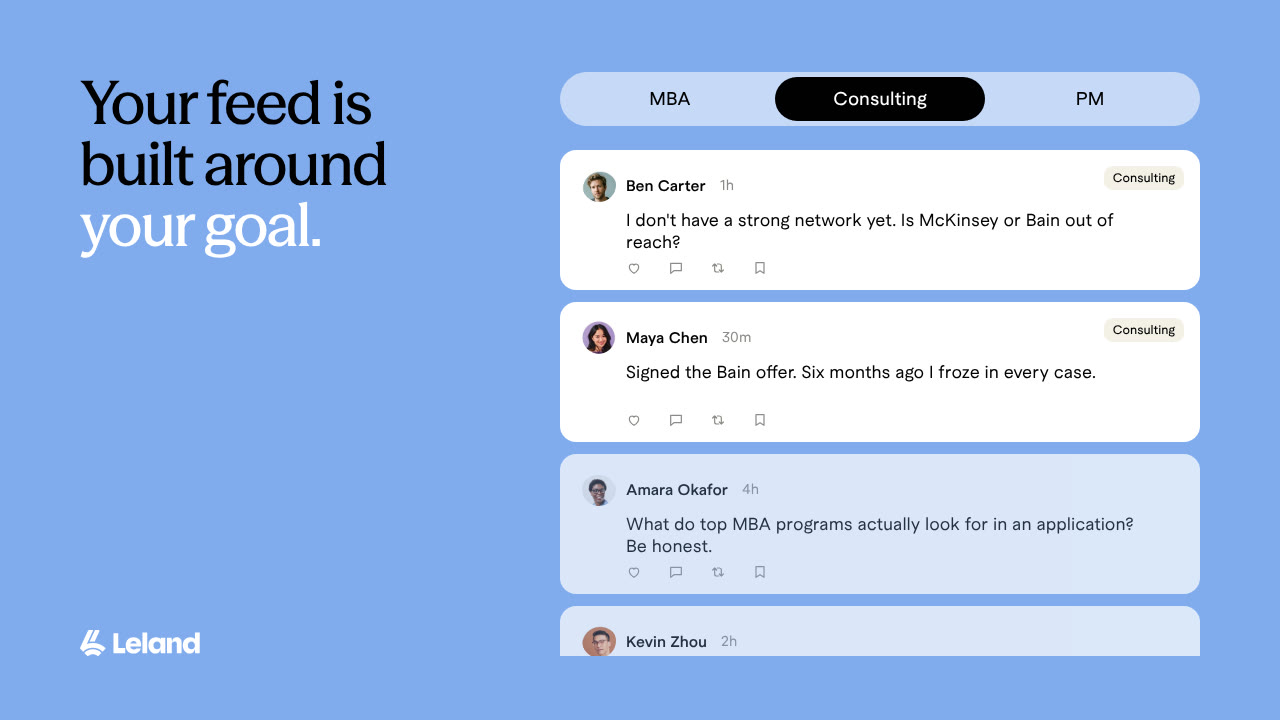 Your feed is
built around
your goal.
MBA
Consulting
PM
Ben Carter 1h
Consulting
I don't have a strong network yet. Is McKinsey or Bain out of
reach?
Maya Chen 30m
Consulting
Signed the Bain offer. Six months ago I froze in every case.
Amara Okafor 4h
What do top MBA programs actually look for in an application?
Be honest.
Kevin Zhou 2h
Leland